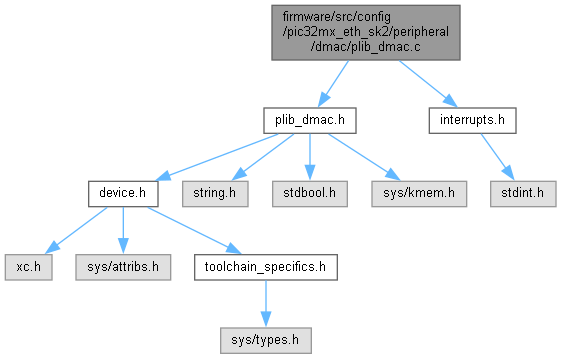 firmware/src/config
/pic32mx_eth_sk2/peripheral
/dmac/plib_dmac.c
plib_dmac.h
interrupts.h
device.h
string.h
stdbool.h
sys/kmem.h
stdint.h
xc.h
sys/attribs.h
toolchain_specifics.h
sys/types.h